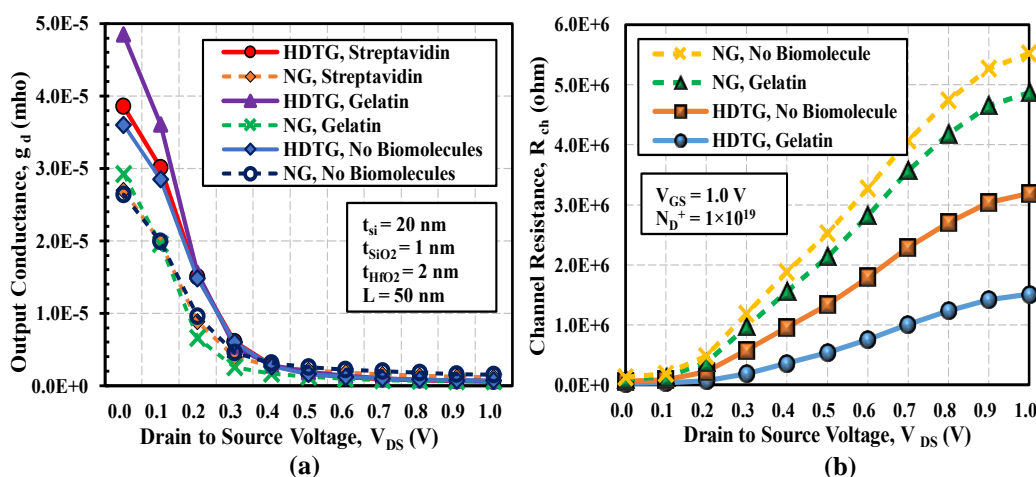 Output Conductance, g d (mho)
5.0E-5
4.0E-5
3.0E-5
2.0E-5
1.0E-5
0.0E+0
HDTG, Streptavidin
NG, Streptavidin
HDTG, Gelatin
NG, Gelatin
HDTG, No Biomolecules
NG, No Biomolecules
tsi = 20 nm
tSiO2 = 1 nm
tHfO2 = 2 nm
L = 50 nm
0.0 0.1 0.2 0.3 0.4 0.5 0.6 0.7 0.8 0.9 1.0
Drain to Source Voltage, V DS (V)
(a)
Channel Resistance, R ch (ohm)
6.0E+6
5.0E+6
4.0E+6
3.0E+6
2.0E+6
1.0E+6
0.0E+0
NG, No Biomolecule
NG, Gelatin
HDTG, No Biomolecule
HDTG, Gelatin
VGS = 1.0 V
ND+ = 1×10¹⁹
0.0 0.1 0.2 0.3 0.4 0.5 0.6 0.7 0.8 0.9 1.0
Drain to Source Voltage, V DS (V)
(b)